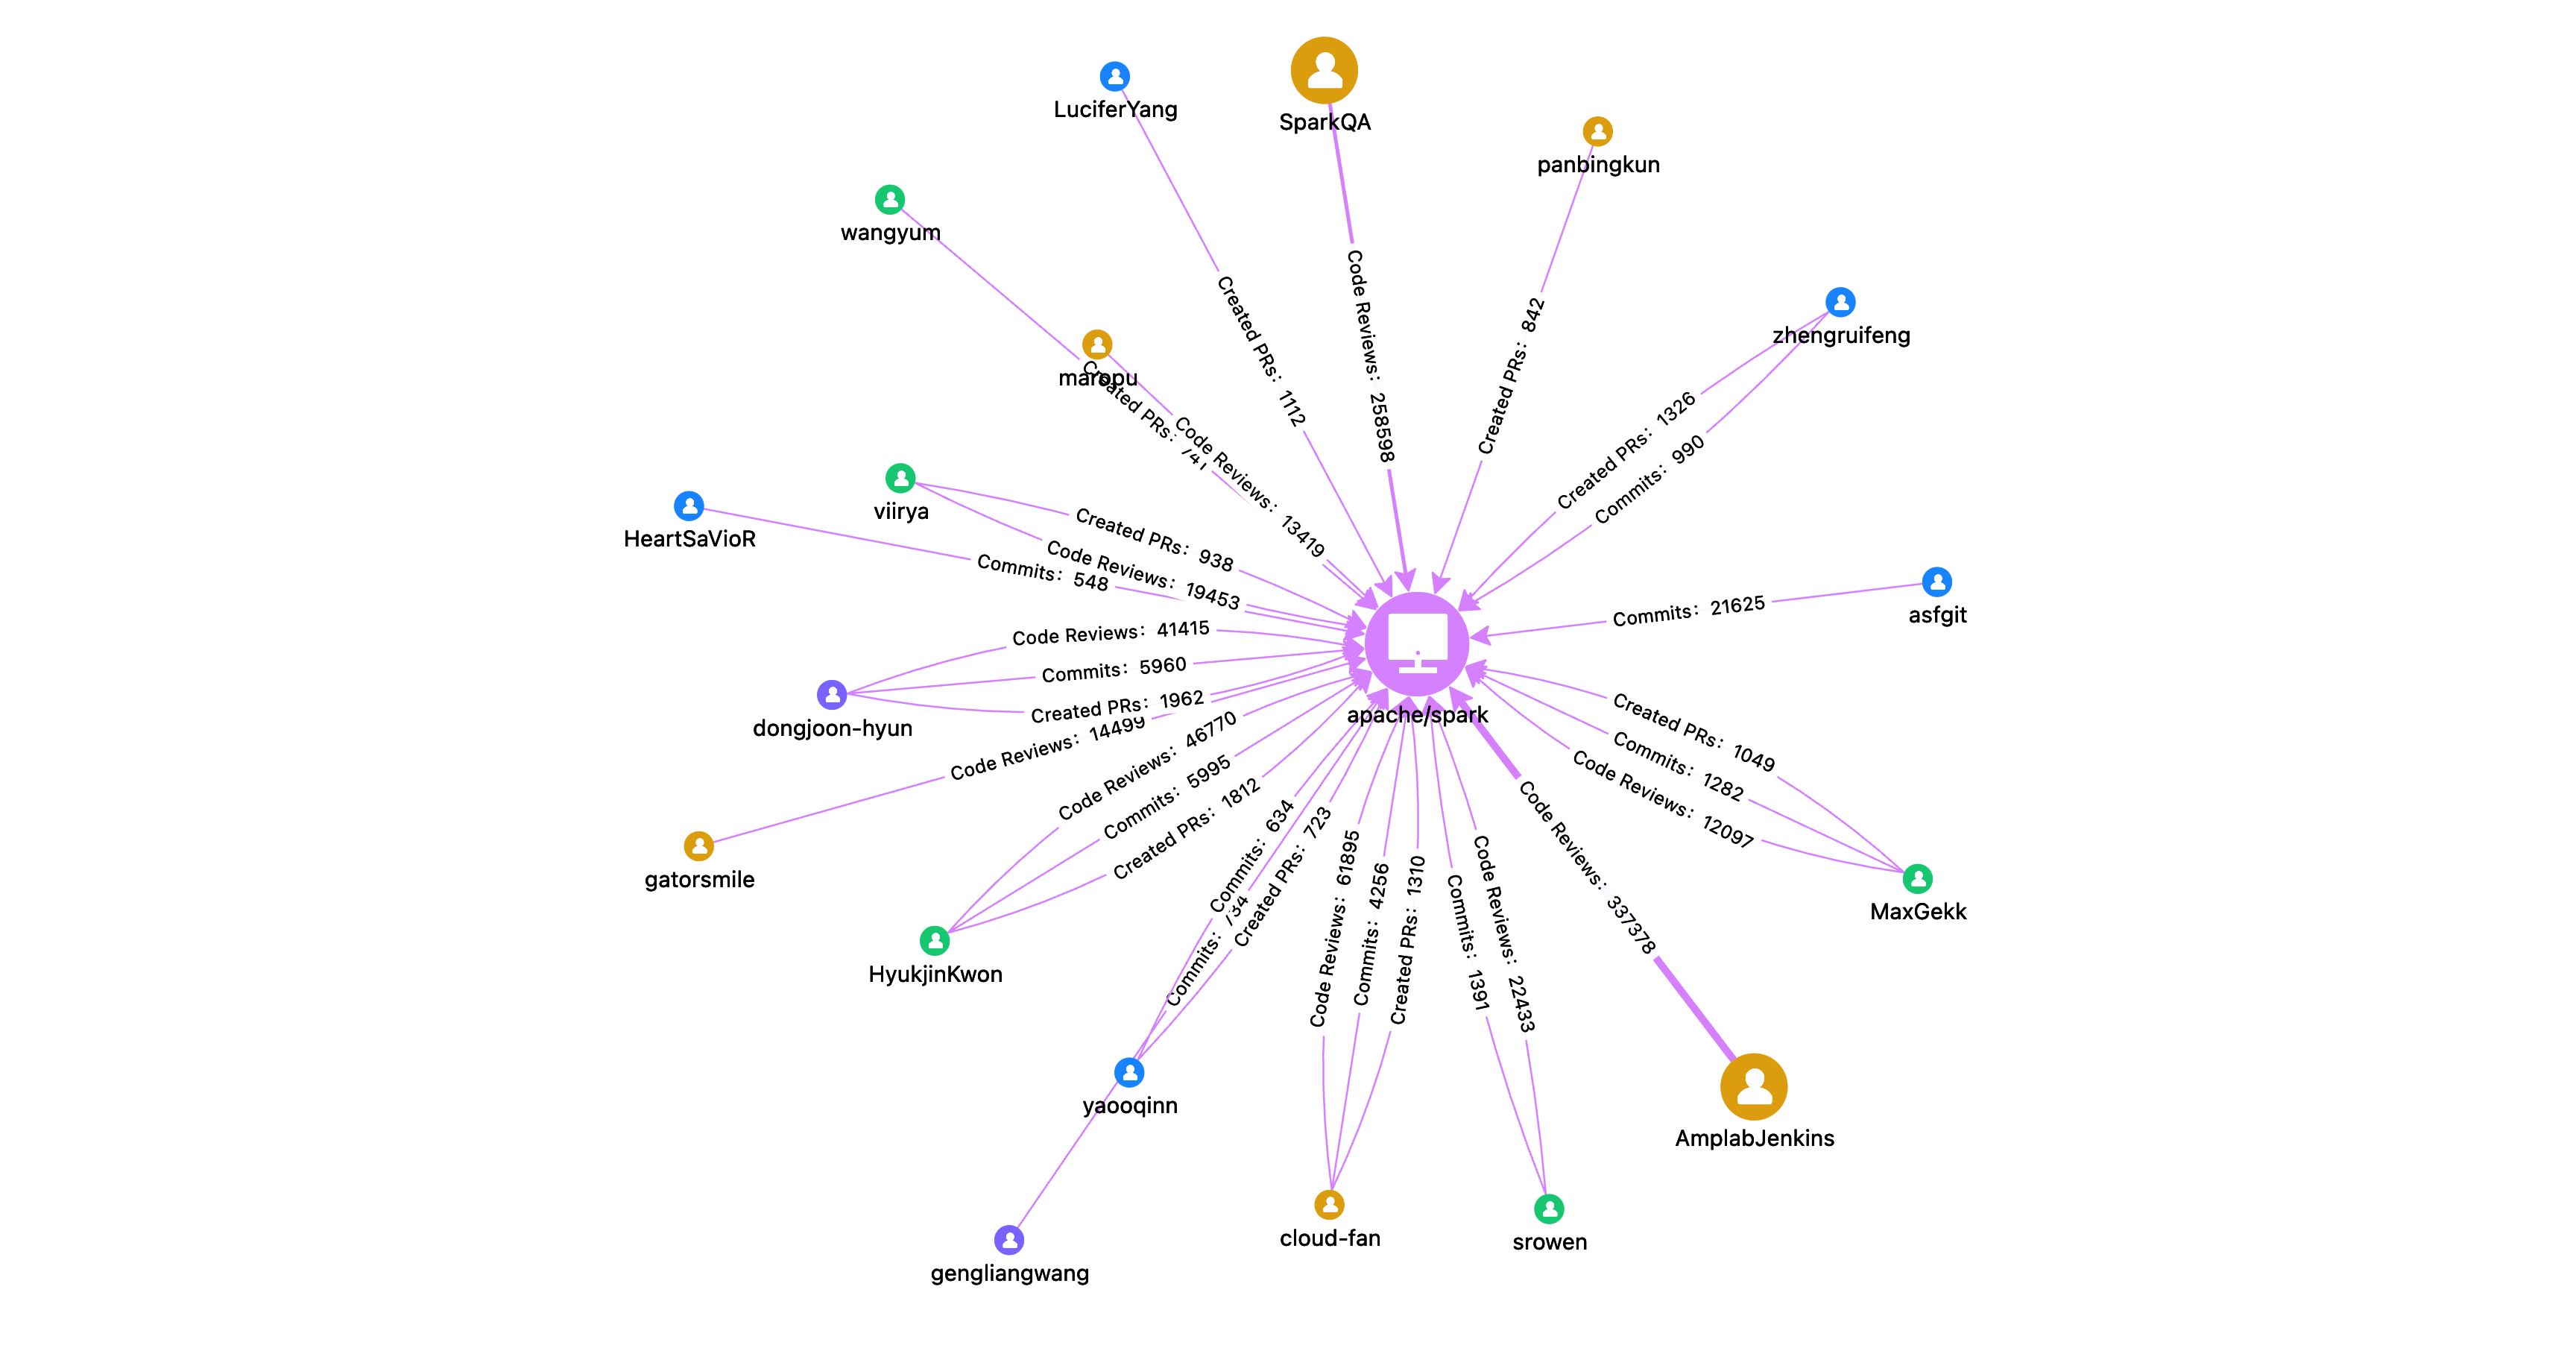 LuciferYang
SparkQA
panbingkun
wangyum
zhengruifeng
maropu
viirya
HeartSaVioR
asfgit
dongjoon-hyun
apache/spark
gatorsmile
HyukjinKwon
MaxGekk
yaooqinn
AmplabJenkins
cloud-fan
srowen
gengliangwang
Created PRs: 1112
Code Reviews: 258598
Created PRs: 842
Created PRs: 1326
Commits: 990
Created PRs:
Code Reviews: 13419
Created PRs: 938
Code Reviews: 19453
Commits: 548
Commits: 21625
Code Reviews: 41415
Commits: 5960
Created PRs: 1962
Code Reviews: 14499
Code Reviews: 46770
Commits: 5995
Created PRs: 1812
Created PRs: 1049
Commits: 1282
Code Reviews: 12097
Commits: 634
Created PRs: 723
Commits: 734
Code Reviews: 61895
Commits: 4256
Created PRs: 1310
Commits: 1391
Code Reviews: 22433
Code Reviews: 337378